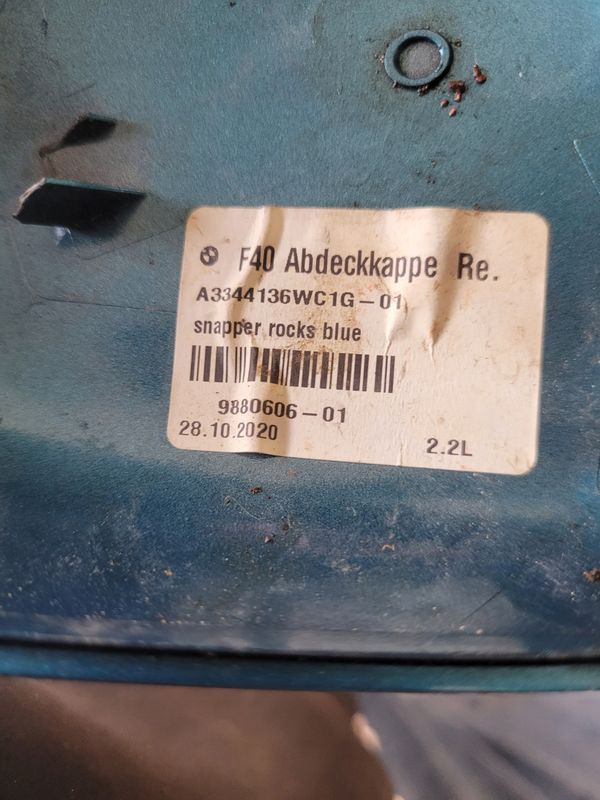 F40 Abdeckkappe Re.
A3344136WC1G-01
snapper rocks blue
9880606-01
28.10.2020
2.2L